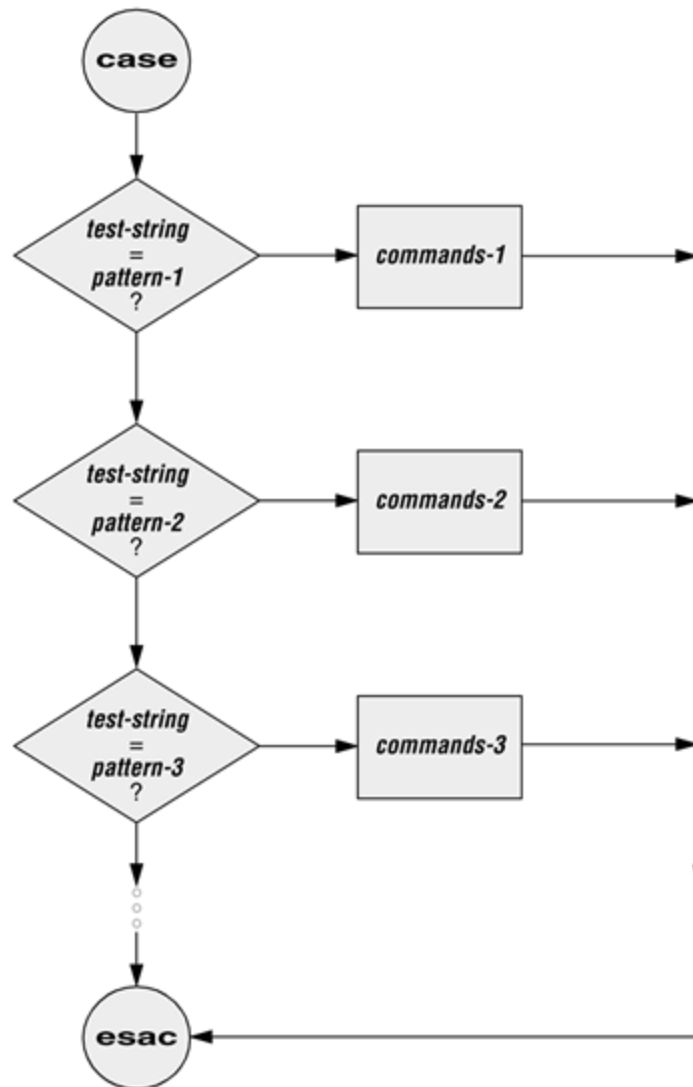 case
test-string
=
pattern-1
?
commands-1
test-string
=
pattern-2
?
commands-2
test-string
=
pattern-3
?
commands-3
esac